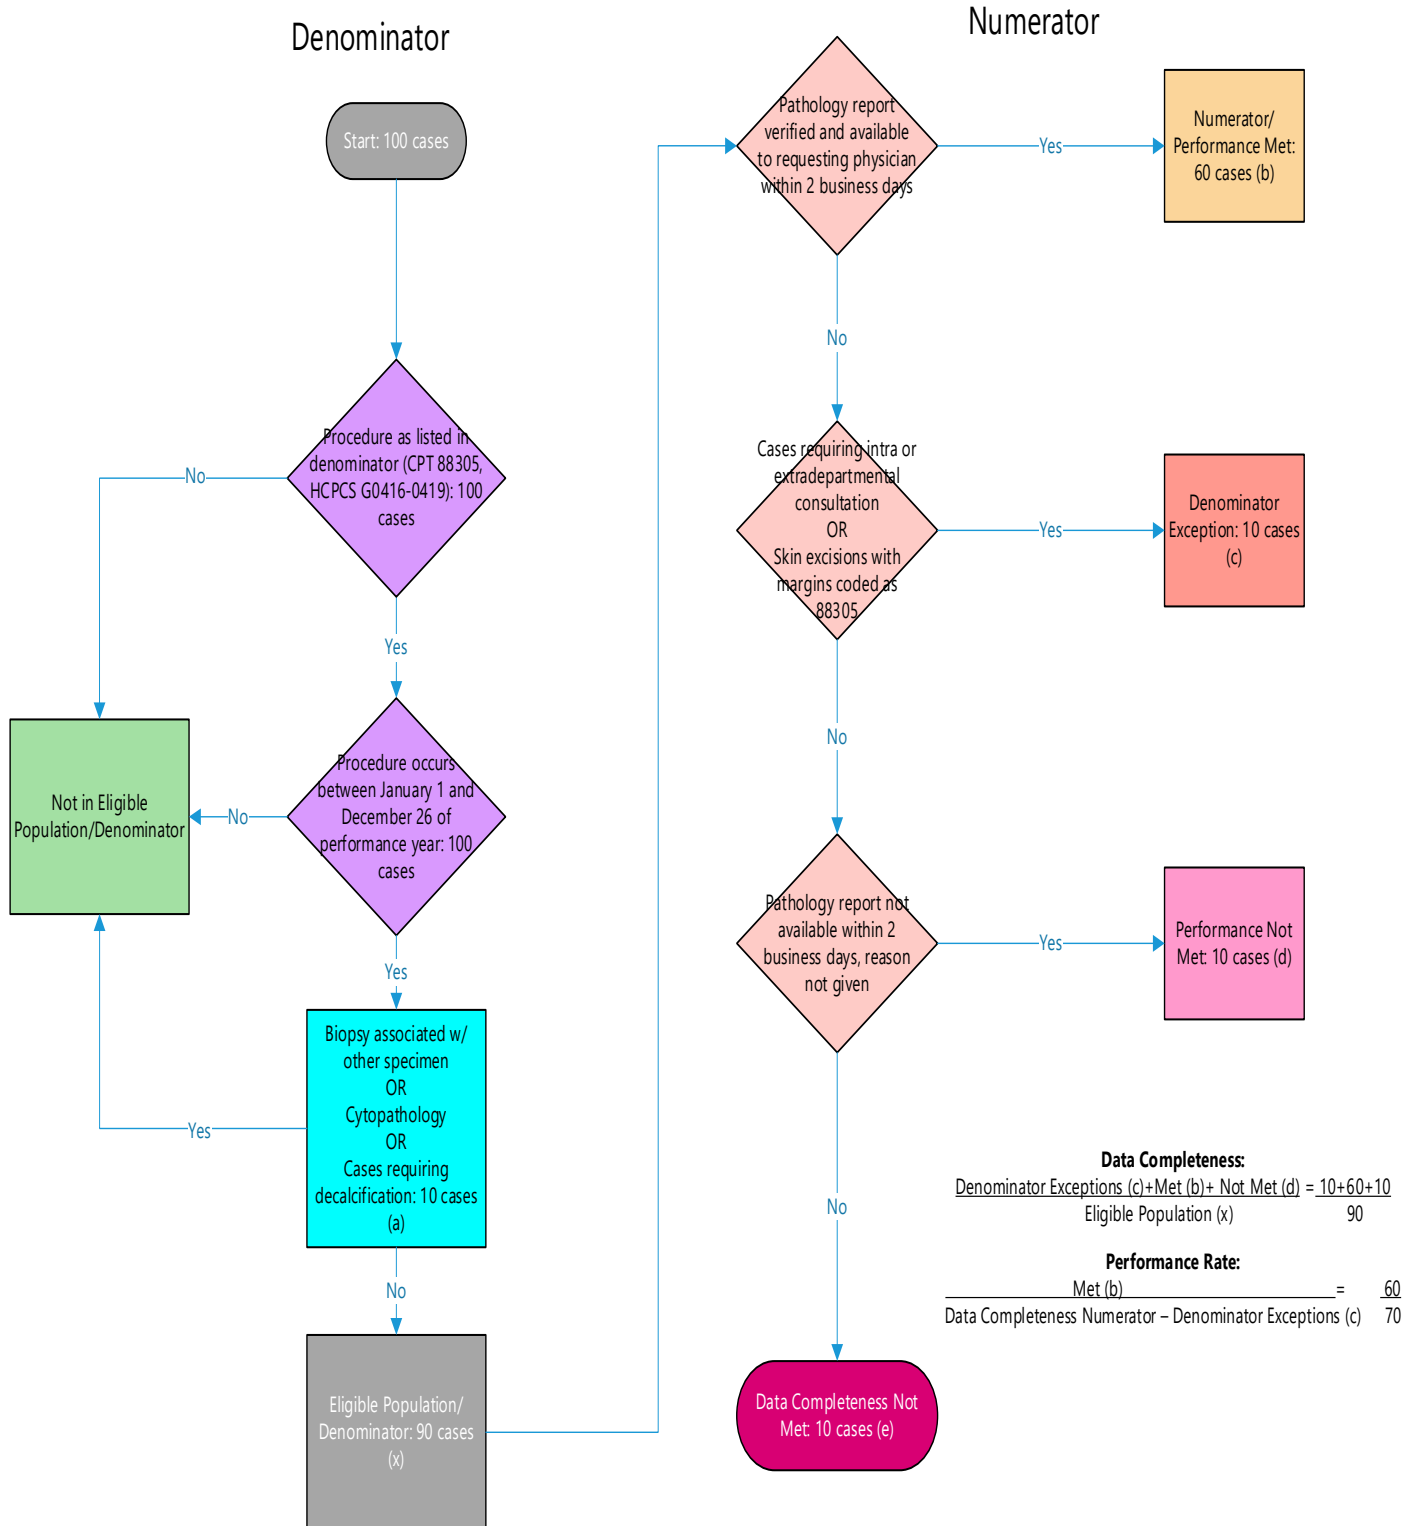 Denominator
Start: 100 cases
Procedure as listed in
denominator (CPT 88305,
HCPCS G0416-0419): 100
cases
No
Yes
Procedure occurs
between January 1 and
December 26 of
performance year: 100
cases
No
Not in Eligible
Population/Denominator
Yes
Biopsy associated w/
other specimen
OR
Cytopathology
OR
Cases requiring
decalcification: 10 cases
(a)
Yes
No
Eligible Population/
Denominator: 90 cases
(x)
Numerator
Pathology report
verified and available
to requesting physician
within 2 business days
Yes
Numerator/
Performance Met:
60 cases (b)
No
Cases requiring intra or
extradepartmental
consultation
OR
Skin excisions with
margins coded as
88305
Yes
Denominator
Exception: 10 cases
(c)
No
Pathology report not
available within 2
business days, reason
not given
Yes
Performance Not
Met: 10 cases (d)
No
Data Completeness Not
Met: 10 cases (e)
Data Completeness:
Denominator Exceptions (c)+Met (b)+ Not Met (d) = 10+60+10
Eligible Population (x) 90
Performance Rate:
Met (b) = 60
Data Completeness Numerator – Denominator Exceptions (c) 70